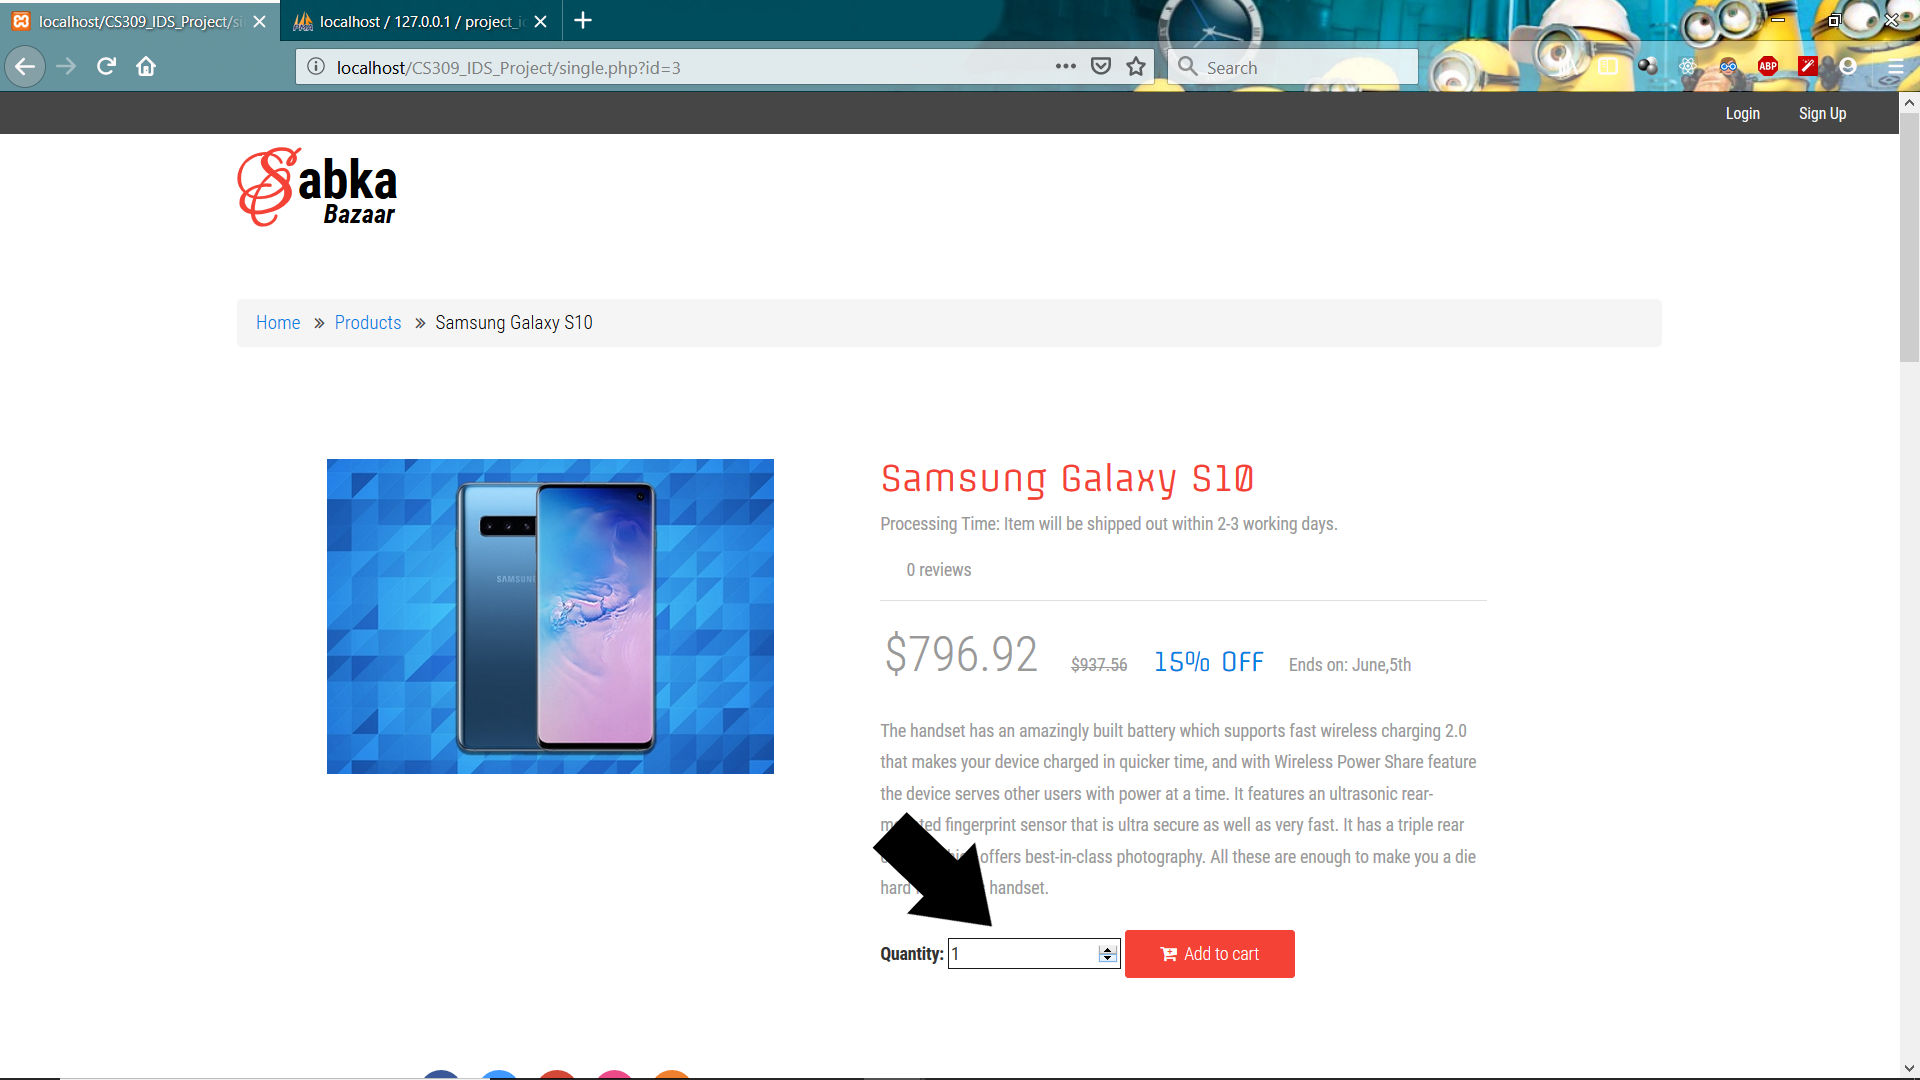 localhost/CS309_IDS_Project/si
localhost / 127.0.0.1 / project_i
localhost/CS309_IDS_Project/single.php?id=3
Search
ABP
Login
Sign Up
Sabka
Bazaar
Home » Products » Samsung Galaxy S10
SAMSUNG
Samsung Galaxy S10
Processing Time: Item will be shipped out within 2-3 working days.
0 reviews
$796.92 $937.56 15% OFF Ends on: June,5th
The handset has an amazingly built battery which supports fast wireless charging 2.0
that makes your device charged in quicker time, and with Wireless Power Share feature
the device serves other users with power at a time. It features an ultrasonic rear-
fingerprint sensor that is ultra secure as well as very fast. It has a triple rear
offers best-in-class photography. All these are enough to make you a die
hard handset.
Quantity: 1 Add to cart